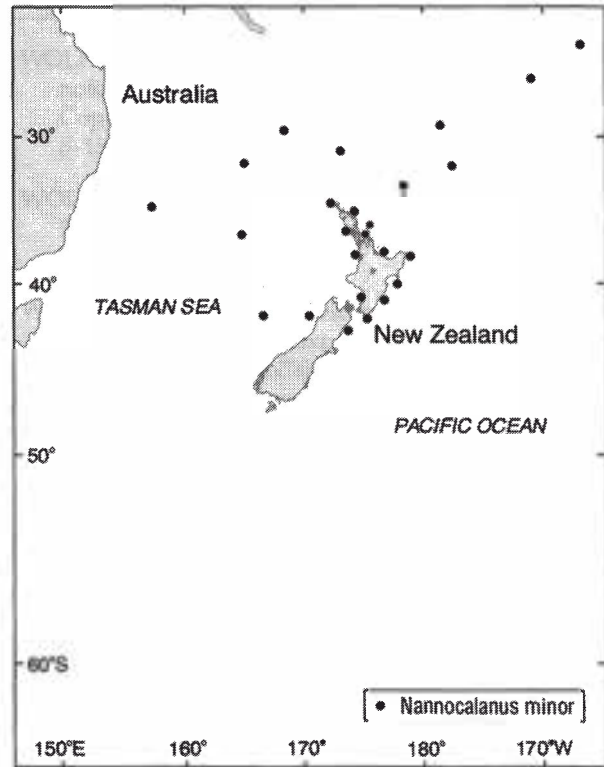 Australia
30°
40°
TASMAN SEA
New Zealand
PACIFIC OCEAN
50°
60°S
Nannocalanus minor
150°E 160° 170° 180° 170°W